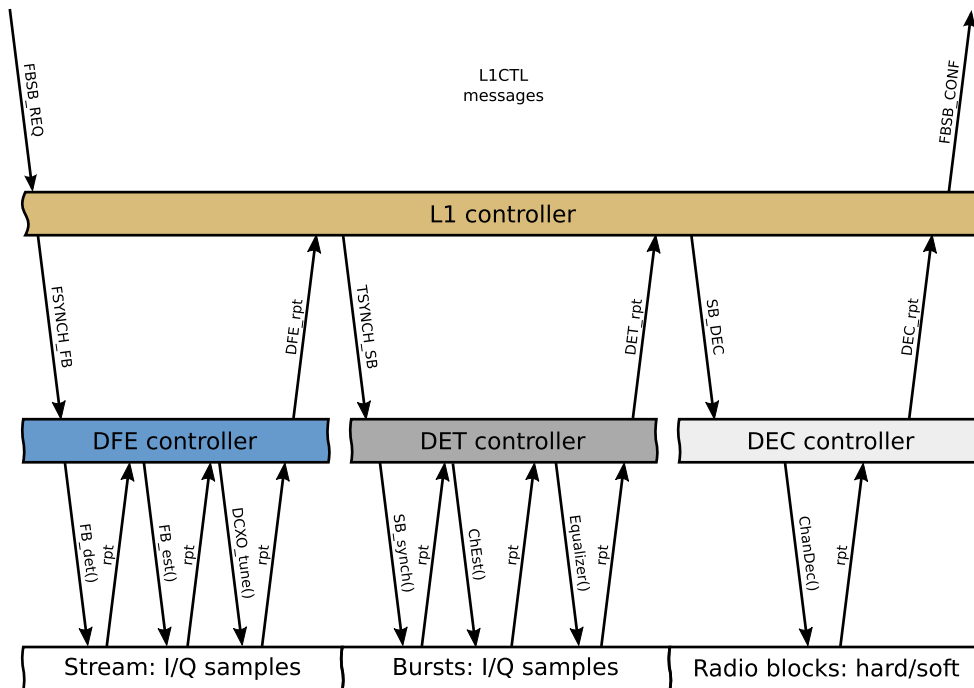 L1CTL
messages
FBSB_REQ
FBSB_CONF
L1 controller
FSYNCH_FB
DFE_rpt
TSYNCH_SB
DET_rpt
SB_DEC
DEC_rpt
DFE controller
DET controller
DEC controller
FB_det()
rpt
FB_est()
rpt
DCXO_tune()
rpt
SB_synch()
rpt
ChEst()
rpt
Equalizer()
rpt
ChanDec()
rpt
Stream: I/Q samples
Bursts: I/Q samples
Radio blocks: hard/soft